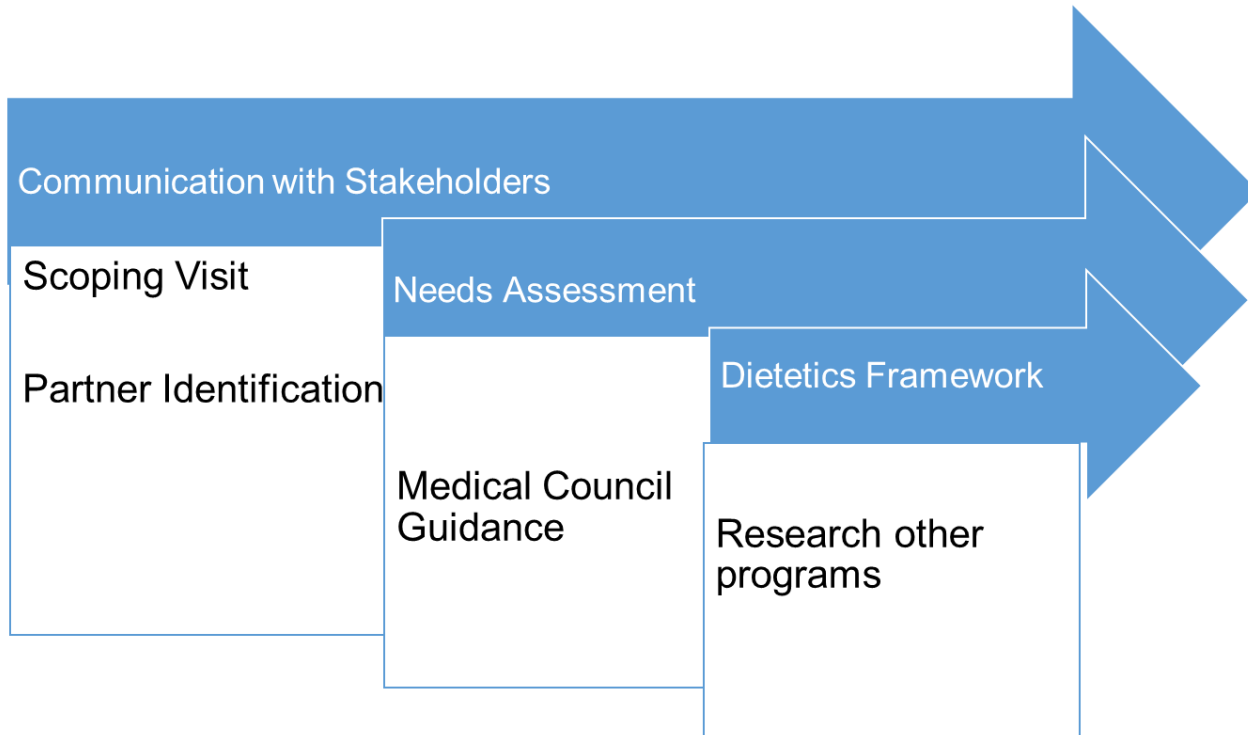 Communication with Stakeholders
Scoping Visit
Partner Identification
Needs Assessment
Medical Council
Guidance
Dietetics Framework
Research other
programs